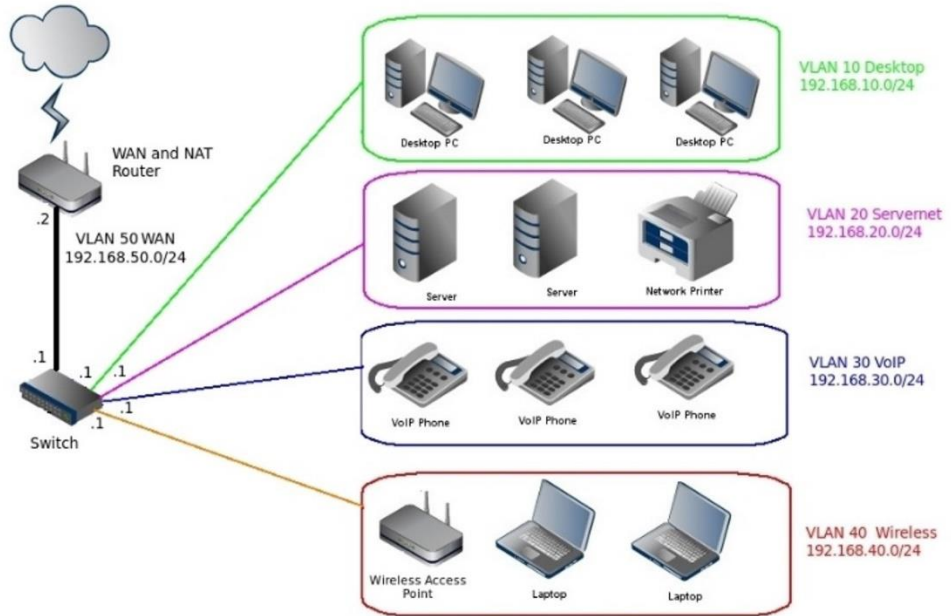 WAN and NAT
Router
.2
VLAN 50 WAN
192.168.50.0/24
.1
.1
.1
.1
.1
Switch
Desktop PC
Desktop PC
Desktop PC
VLAN 10 Desktop
192.168.10.0/24
Server
Server
Network Printer
VLAN 20 Servernet
192.168.20.0/24
VoIP Phone
VoIP Phone
VoIP Phone
VLAN 30 VoIP
192.168.30.0/24
Wireless Access
Point
Laptop
Laptop
VLAN 40 Wireless
192.168.40.0/24